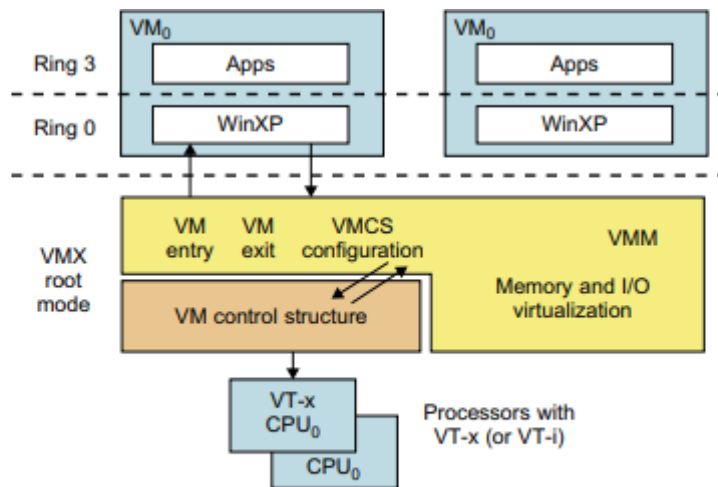 VM0
VM0
Ring 3
Apps
Apps
Ring 0
WinXP
WinXP
VMX
root
mode
VM
entry
VM
exit
VMCS
configuration
VMM
Memory and I/O
virtualization
VM control structure
VT-x
CPU0
CPU0
Processors with
VT-x (or VT-i)